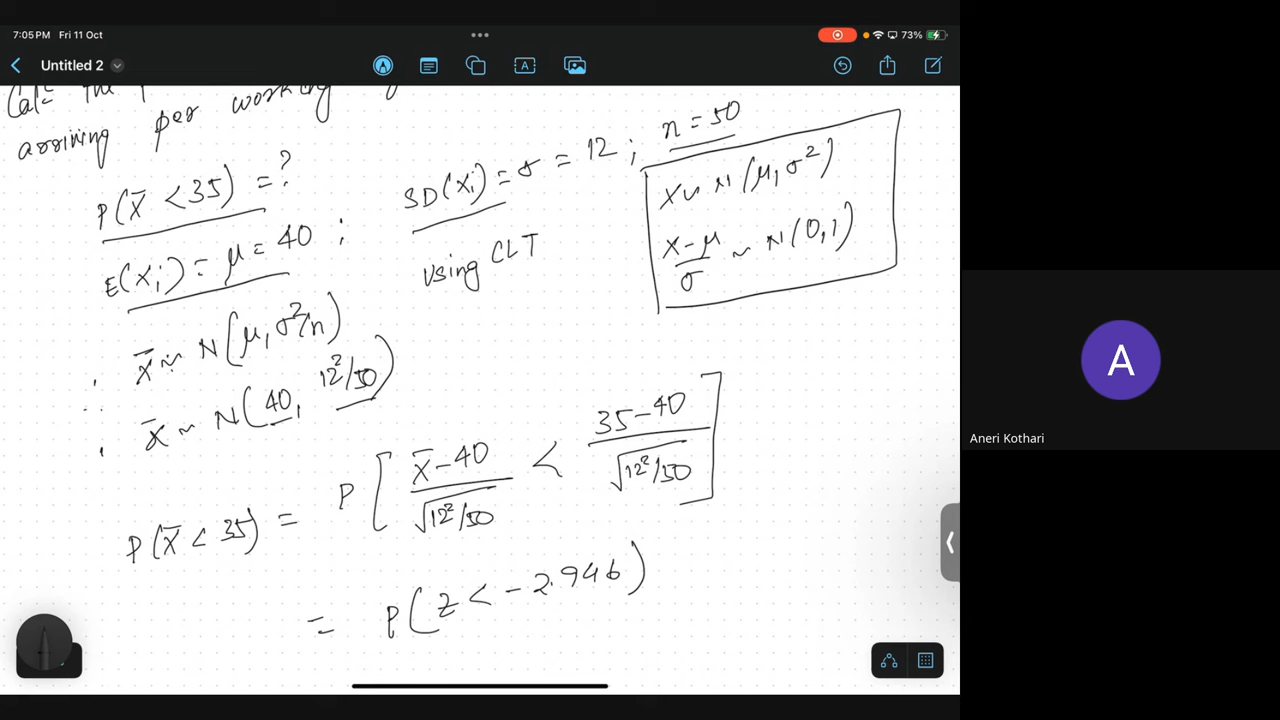 7:05 PM Fri 11 Oct
73%
Untitled 2
A
Calc the
arriving per working
P(X̄ < 35) = ?
SD(Xi) = σ = 12 ; n = 50
E(Xi) = μ = 40 ;
using CLT
X ~ N(μ, σ²)
X-μ/σ ~ N(0,1)
∴ X̄ ~ N(μ, σ²/n)
∴ X̄ ~ N(40, 12²/50)
P(X̄ < 35) = P[ X̄-40/√12²/50 < 35-40/√12²/50 ]
= P(Z < -2.946)
A
Aneri Kothari